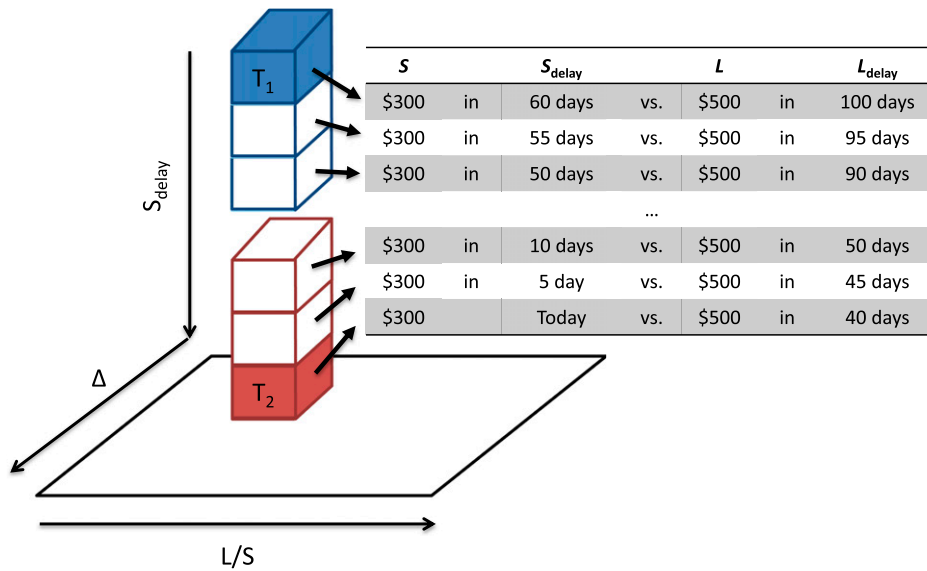 S S_delay L L_delay
T₁
$300 in 60 days vs. $500 in 100 days
$300 in 55 days vs. $500 in 95 days
$300 in 50 days vs. $500 in 90 days
...
$300 in 10 days vs. $500 in 50 days
$300 in 5 day vs. $500 in 45 days
$300 Today vs. $500 in 40 days
S_delay
Δ
T₂
L/S